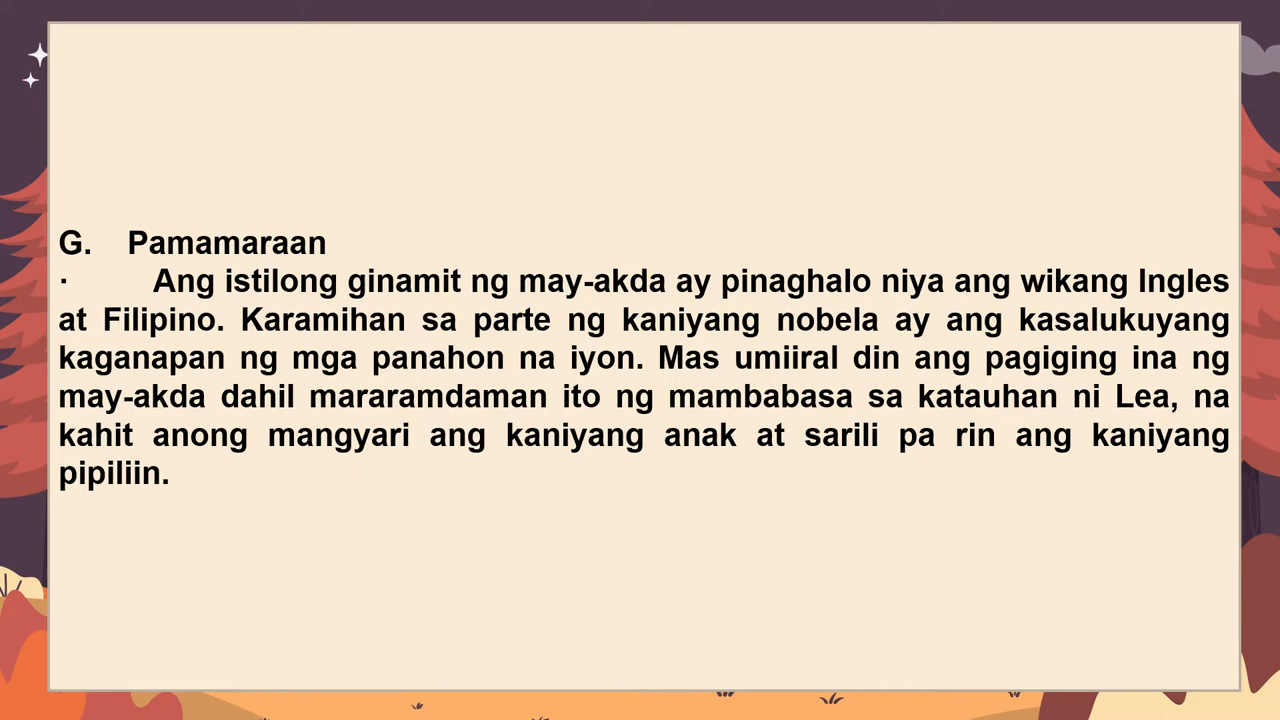 G. Pamamaraan
· Ang istilong ginamit ng may-akda ay pinaghalo niya ang wikang Ingles
at Filipino. Karamihan sa parte ng kaniyang nobela ay ang kasalukuyang
kaganapan ng mga panahon na iyon. Mas umiiral din ang pagiging ina ng
may-akda dahil mararamdaman ito ng mambabasa sa katauhan ni Lea, na
kahit anong mangyari ang kaniyang anak at sarili pa rin ang kaniyang
pipiliin.